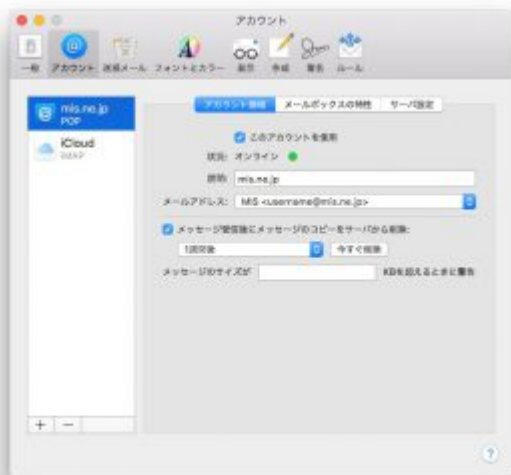 アカウント
一般 アカウント 迷惑メール フォントとカラー 表示 作成 署名 ルール
mis.ne.jp
POP
iCloud
IMAP
アカウント情報 メールボックスの特性 サーバ設定
このアカウントを使用
状況: オンライン
説明: mis.ne.jp
メールアドレス: MIS <username@mis.ne.jp>
メッセージ受信後にメッセージのコピーをサーバから削除:
1週間後 今すぐ削除
メッセージのサイズが KBを超えるときに警告
+ −
?